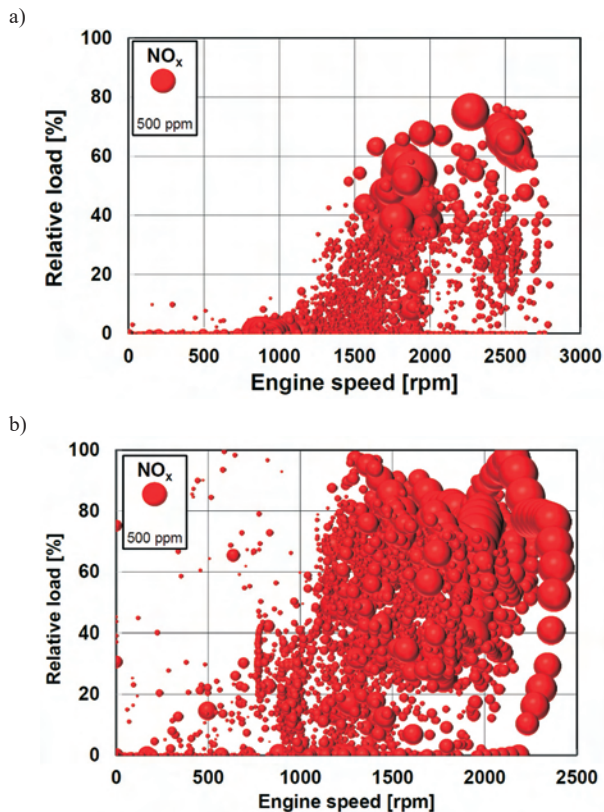 a)
100
NOx
500 ppm
80
60
40
20
0
Relative load [%]
0 500 1000 1500 2000 2500 3000
Engine speed [rpm]
b)
100
NOx
500 ppm
80
60
40
20
0
Relative load [%]
0 500 1000 1500 2000 2500
Engine speed [rpm]